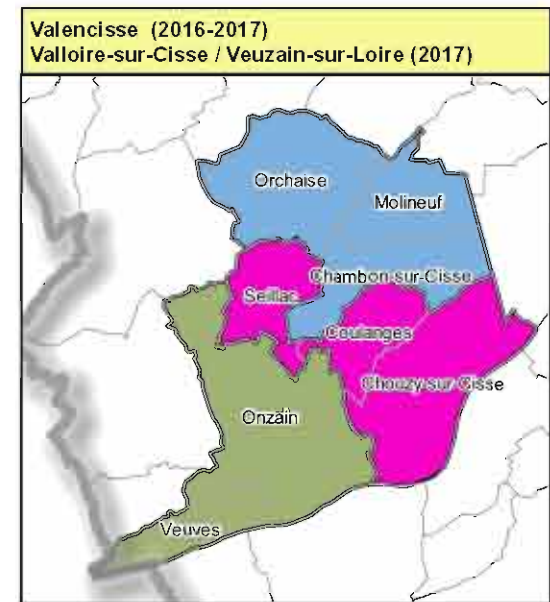 Valencisse (2016-2017)
Valloire-sur-Cisse / Veuzain-sur-Loire (2017)
Orchaise
Molineuf
Chambon-sur-Cisse
Seillac
Coulanges
Chouzy-sur-Cisse
Onzain
Veuves